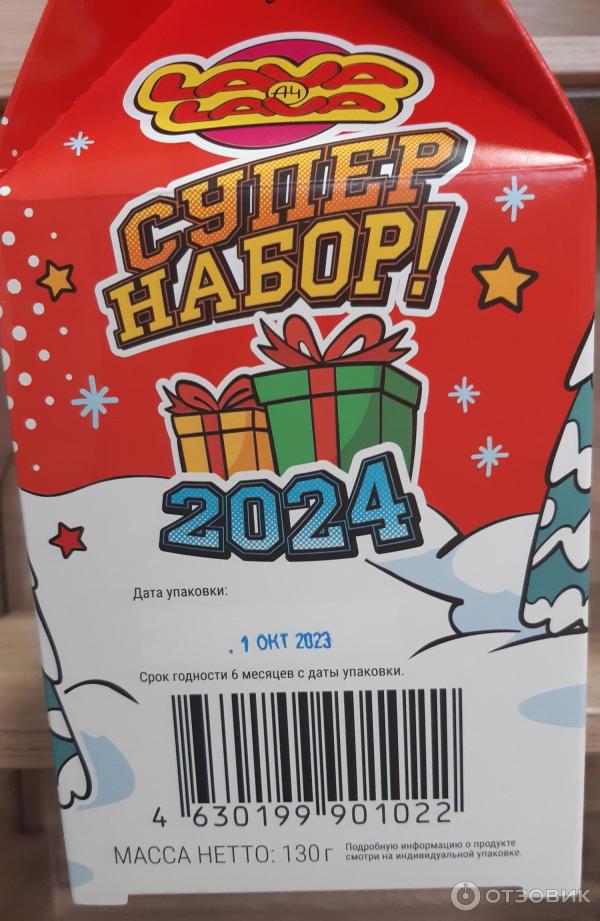 LAVA
А4
LAVA
СУПЕР
НАБОР!
2024
Дата упаковки:
. 1 ОКТ 2023
Срок годности 6 месяцев с даты упаковки.
4 630199 901022
МАССА НЕТТО: 130 г
Подробную информацию о продукте
смотри на индивидуальной упаковке.
ОТЗОВИК